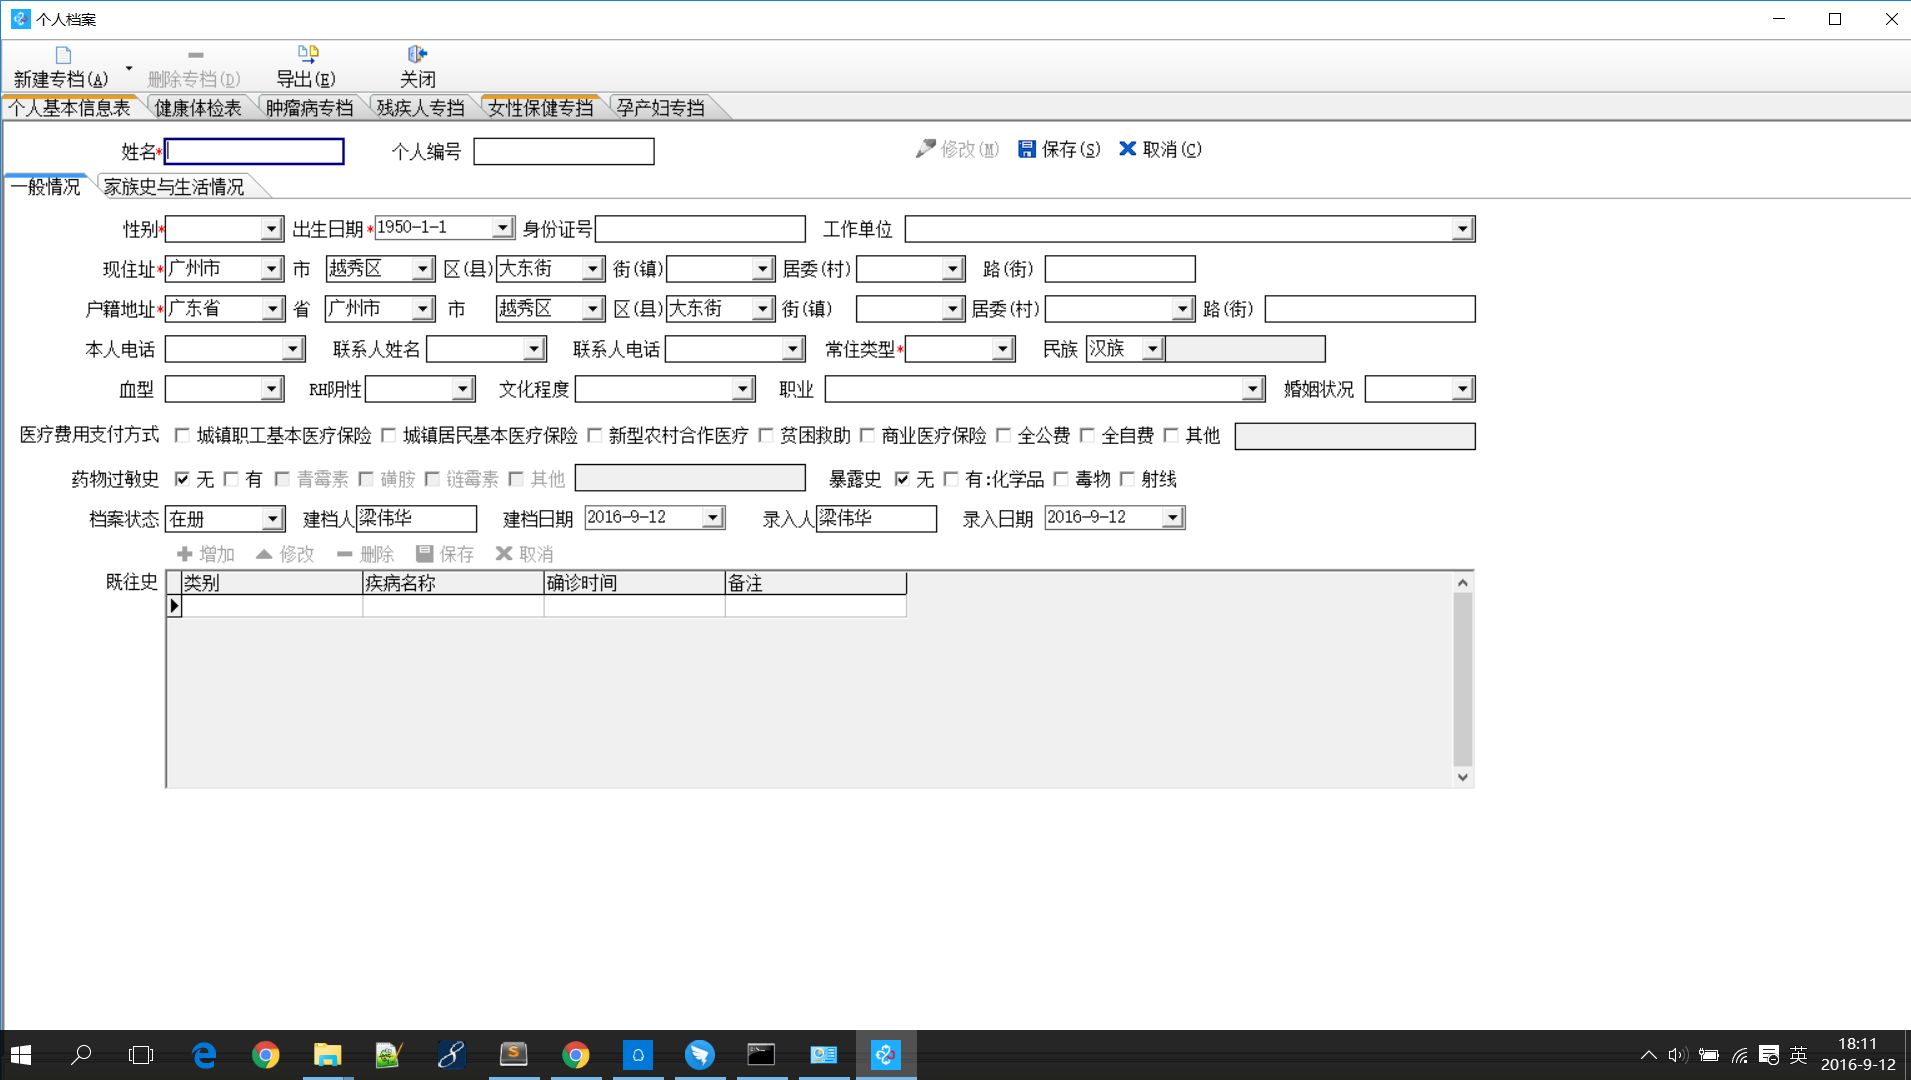 个人档案
新建专档(A) 删除专档(D) 导出(E) 关闭
个人基本信息表 健康体检表 肿瘤病专档 残疾人专挡 女性保健专挡 孕产妇专挡
姓名* 个人编号 修改(M) 保存(S) 取消(C)
一般情况 家族史与生活情况
性别* 出生日期* 1950-1-1 身份证号 工作单位
现住址* 广州市 市 越秀区 区(县) 大东街 街(镇) 居委(村) 路(街)
户籍地址* 广东省 省 广州市 市 越秀区 区(县) 大东街 街(镇) 居委(村) 路(街)
本人电话 联系人姓名 联系人电话 常住类型* 民族 汉族
血型 RH阴性 文化程度 职业 婚姻状况
医疗费用支付方式 城镇职工基本医疗保险 城镇居民基本医疗保险 新型农村合作医疗 贫困救助 商业医疗保险 全公费 全自费 其他
药物过敏史 无 有 青霉素 磺胺 链霉素 其他 暴露史 无 有:化学品 毒物 射线
档案状态 在册 建档人 梁伟华 建档日期 2016-9-12 录入人 梁伟华 录入日期 2016-9-12
增加 修改 删除 保存 取消
既往史 类别 疾病名称 确诊时间 备注
英 18:11
2016-9-12